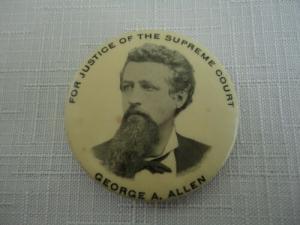 FOR JUSTICE OF THE SUPREME COURT
GEORGE A. ALLEN